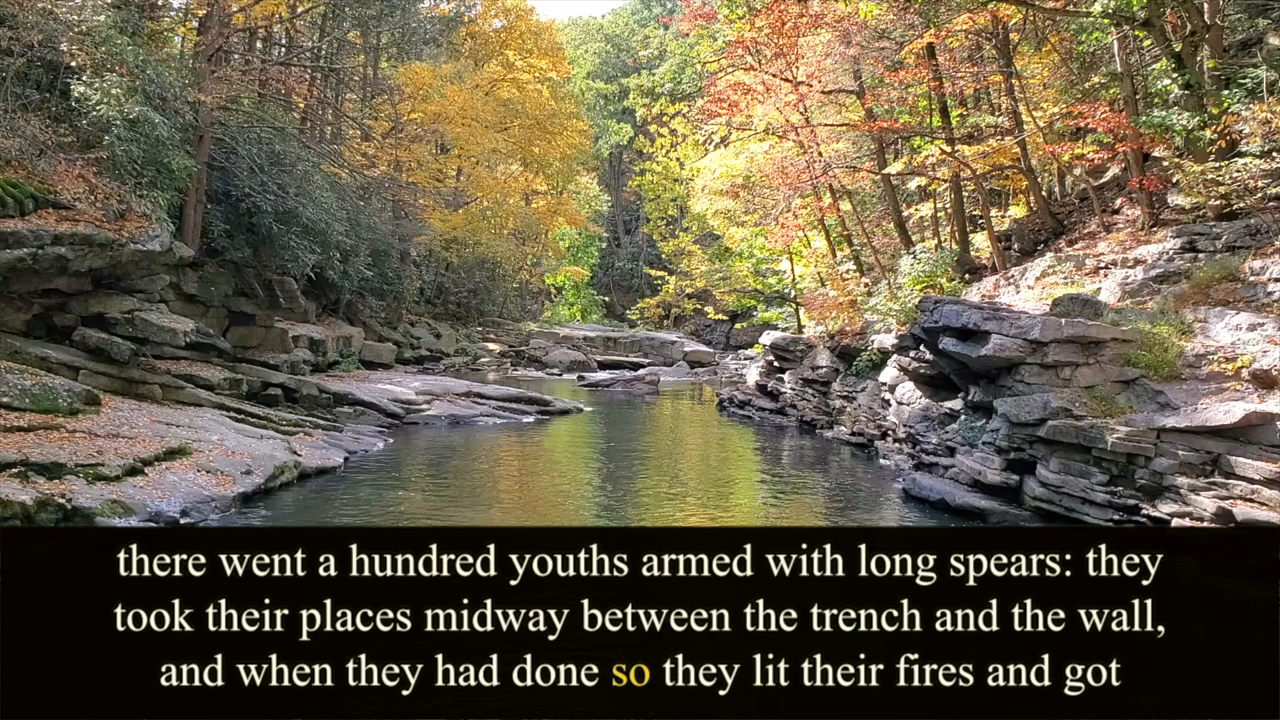 there went a hundred youths armed with long spears: they
took their places midway between the trench and the wall,
and when they had done so they lit their fires and got